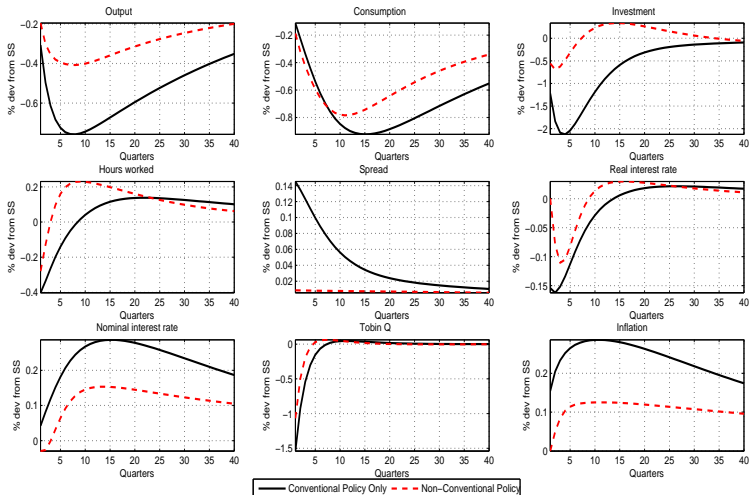 Output
% dev from SS
−0.2
−0.4
−0.6
5 10 15 20 25 30 35 40
Quarters
Consumption
% dev from SS
−0.2
−0.4
−0.6
−0.8
5 10 15 20 25 30 35 40
Quarters
Investment
% dev from SS
0
−0.5
−1
−1.5
−2
5 10 15 20 25 30 35 40
Quarters
Hours worked
% dev from SS
0.2
0
−0.2
−0.4
5 10 15 20 25 30 35 40
Quarters
Spread
% dev from SS
0.14
0.12
0.1
0.08
0.06
0.04
0.02
5 10 15 20 25 30 35 40
Quarters
Real interest rate
% dev from SS
0
−0.05
−0.1
−0.15
5 10 15 20 25 30 35 40
Quarters
Nominal interest rate
% dev from SS
0.2
0.1
0
5 10 15 20 25 30 35 40
Quarters
Tobin Q
% dev from SS
0
−0.5
−1
−1.5
5 10 15 20 25 30 35 40
Quarters
Inflation
% dev from SS
0.2
0.1
0
5 10 15 20 25 30 35 40
Quarters
Conventional Policy Only Non−Conventional Policy